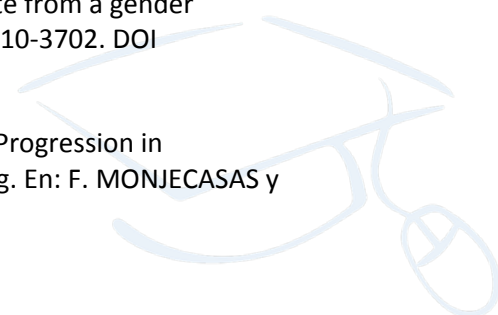 te from a gender
10-3702. DOI
Progression in
g. En: F. MONJECASAS y